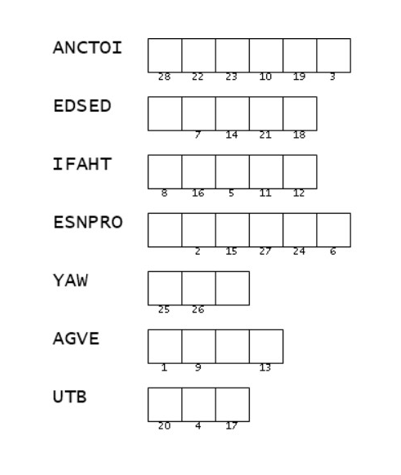 ANCTOI
28 22 23 10 19 3
EDSED
7 14 21 18
IFAHT
8 16 5 11 12
ESNPRO
2 15 27 24 6
YAW
25 26
AGVE
1 9 13
UTB
20 4 17